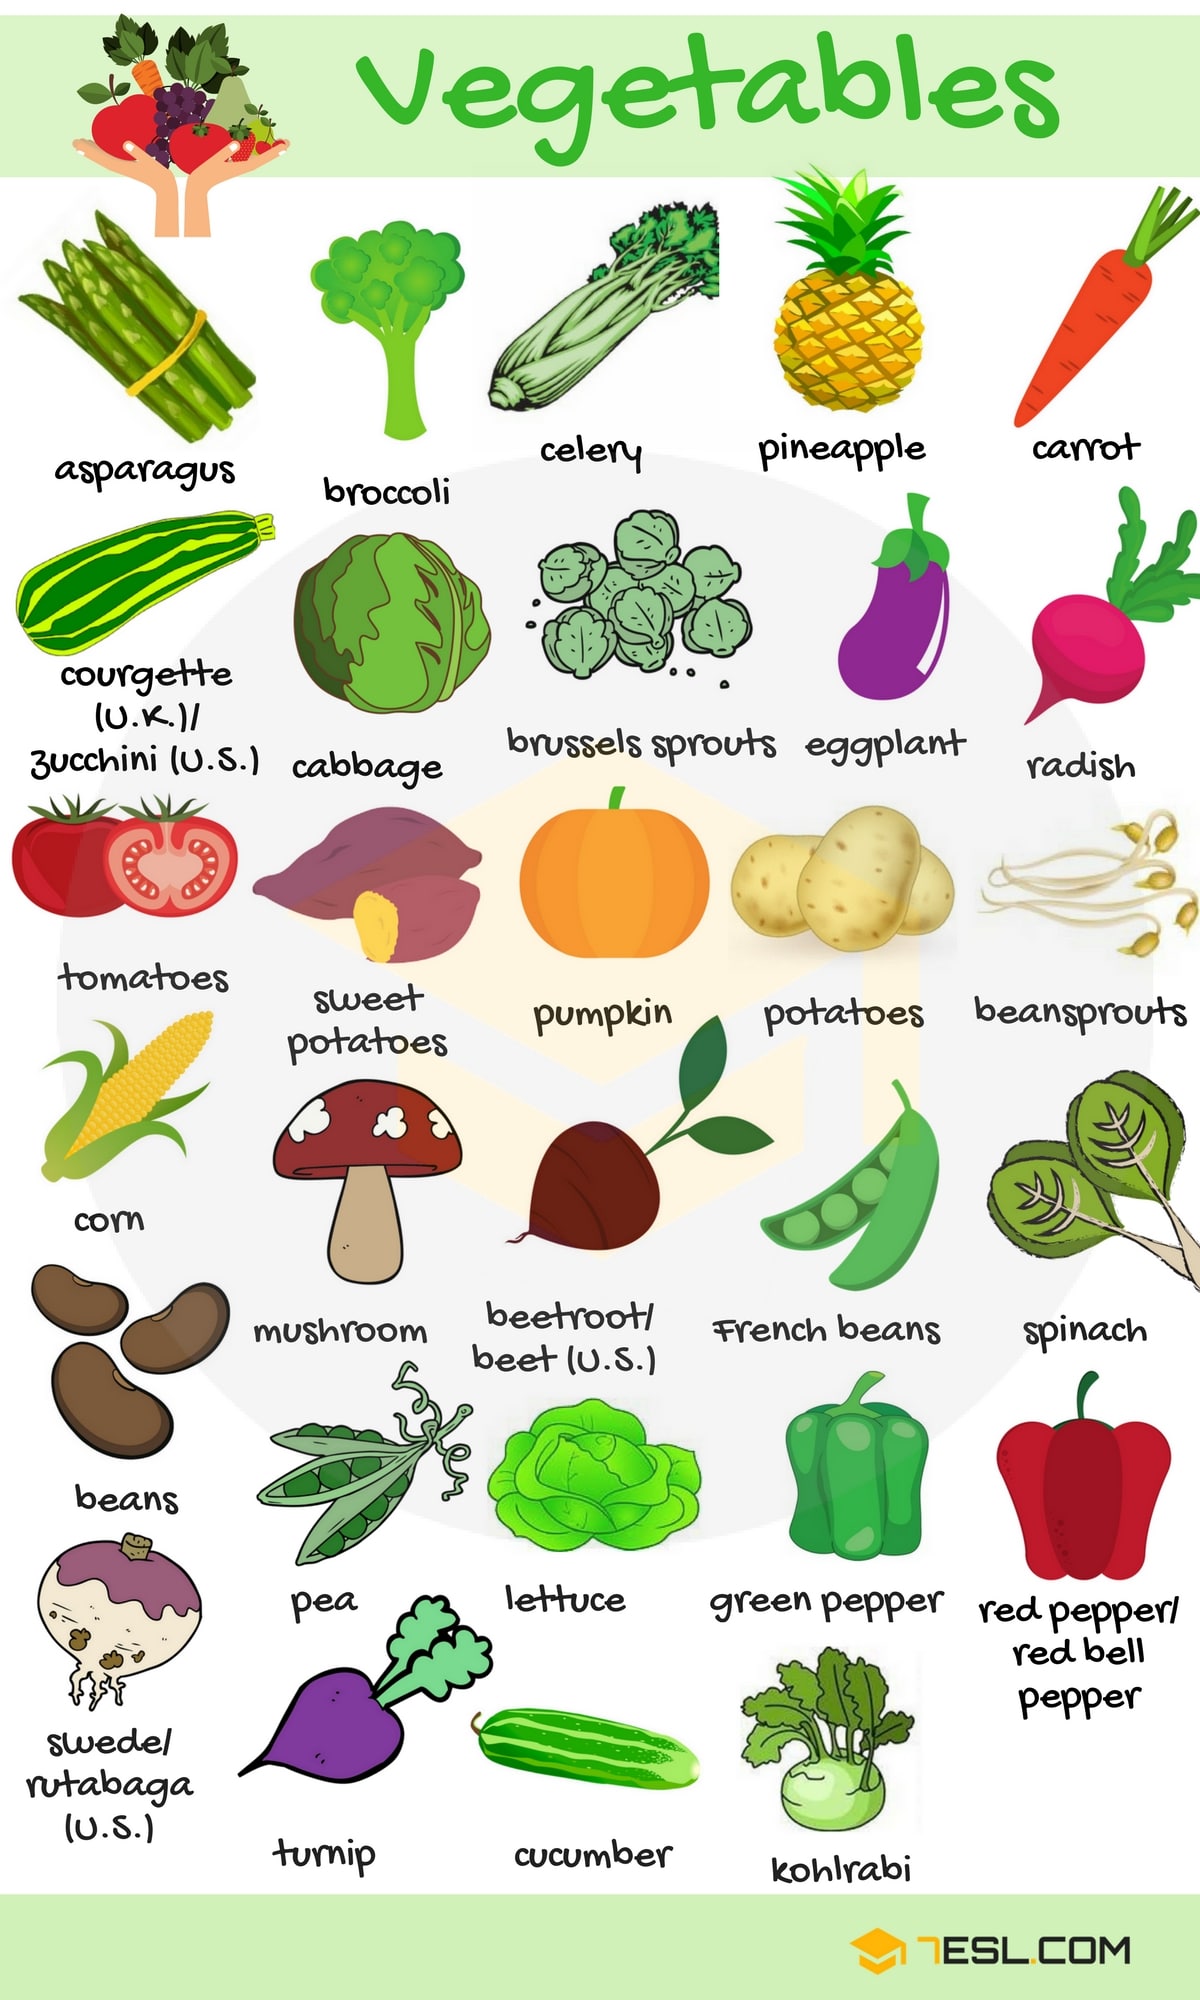 Vegetables
asparagus
broccoli
celery
pineapple
carrot
courgette
(U.K.)/
zucchini (U.S.)
cabbage
brussels sprouts
eggplant
radish
tomatoes
sweet
potatoes
pumpkin
potatoes
beansprouts
corn
mushroom
beetroot/
beet (U.S.)
French beans
spinach
beans
pea
lettuce
green pepper
red pepper/
red bell
pepper
swede/
rutabaga
(U.S.)
turnip
cucumber
kohlrabi
7ESL.COM